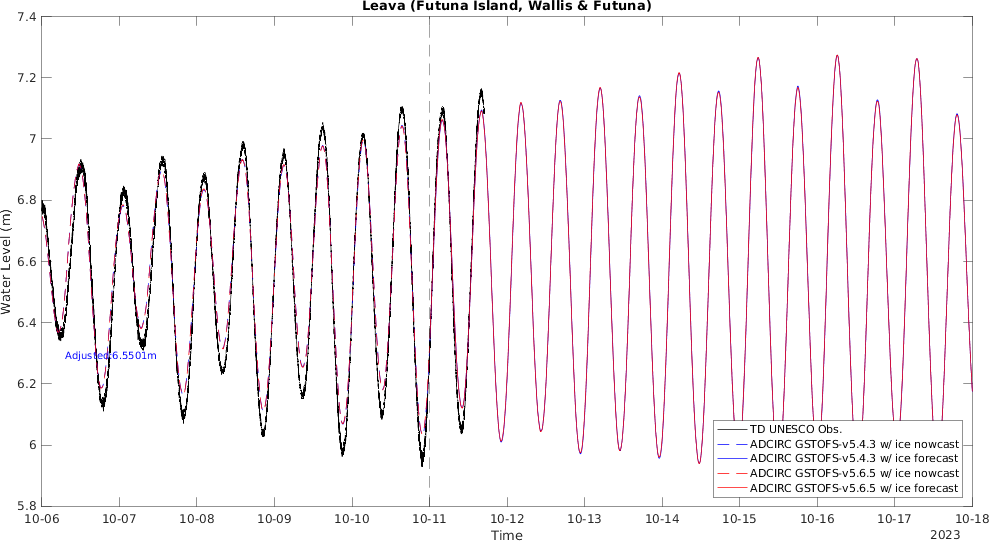 Leava (Futuna Island, Wallis & Futuna)
7.4
7.2
7
6.8
6.6
6.4
6.2
6
5.8
Water Level (m)
Adjusted:6.5501m
TD UNESCO Obs.
ADCIRC GSTOFS-v5.4.3 w/ ice nowcast
ADCIRC GSTOFS-v5.4.3 w/ ice forecast
ADCIRC GSTOFS-v5.6.5 w/ ice nowcast
ADCIRC GSTOFS-v5.6.5 w/ ice forecast
10-06 10-07 10-08 10-09 10-10 10-11 10-12 10-13 10-14 10-15 10-16 10-17 10-18
Time
2023